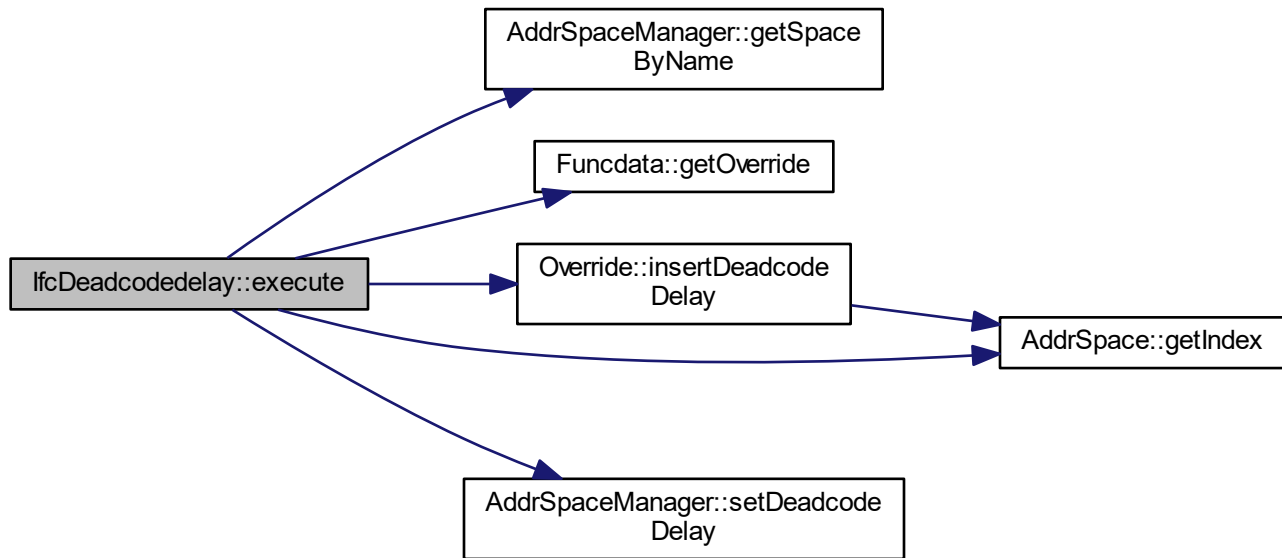 AddrSpaceManager::getSpace
ByName
Funcdata::getOverride
IfcDeadcodedelay::execute
Override::insertDeadcode
Delay
AddrSpace::getIndex
AddrSpaceManager::setDeadcode
Delay